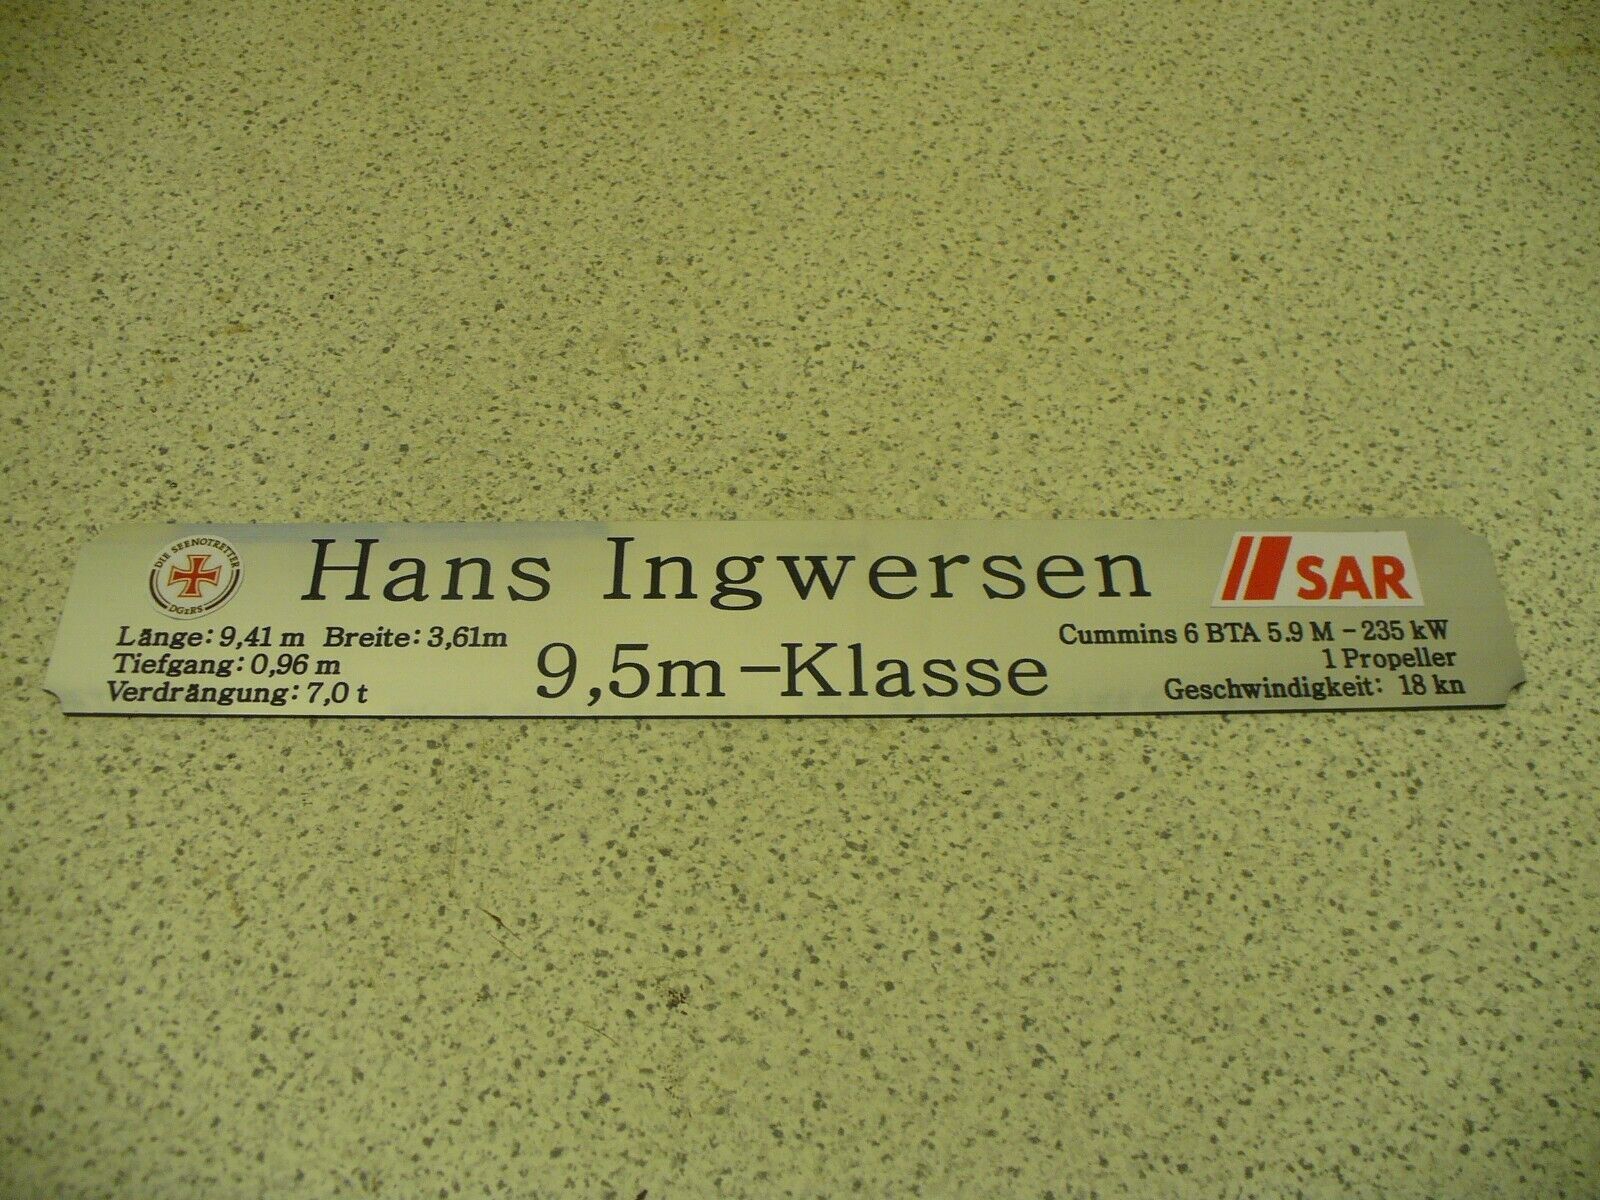 DIE SEENOTRETTER
DGzRS
Hans Ingwersen
SAR
Länge: 9,41 m Breite: 3,61m
Tiefgang: 0,96 m
Verdrängung: 7,0 t
9,5m-Klasse
Cummins 6 BTA 5.9 M - 235 kW
1 Propeller
Geschwindigkeit: 18 kn